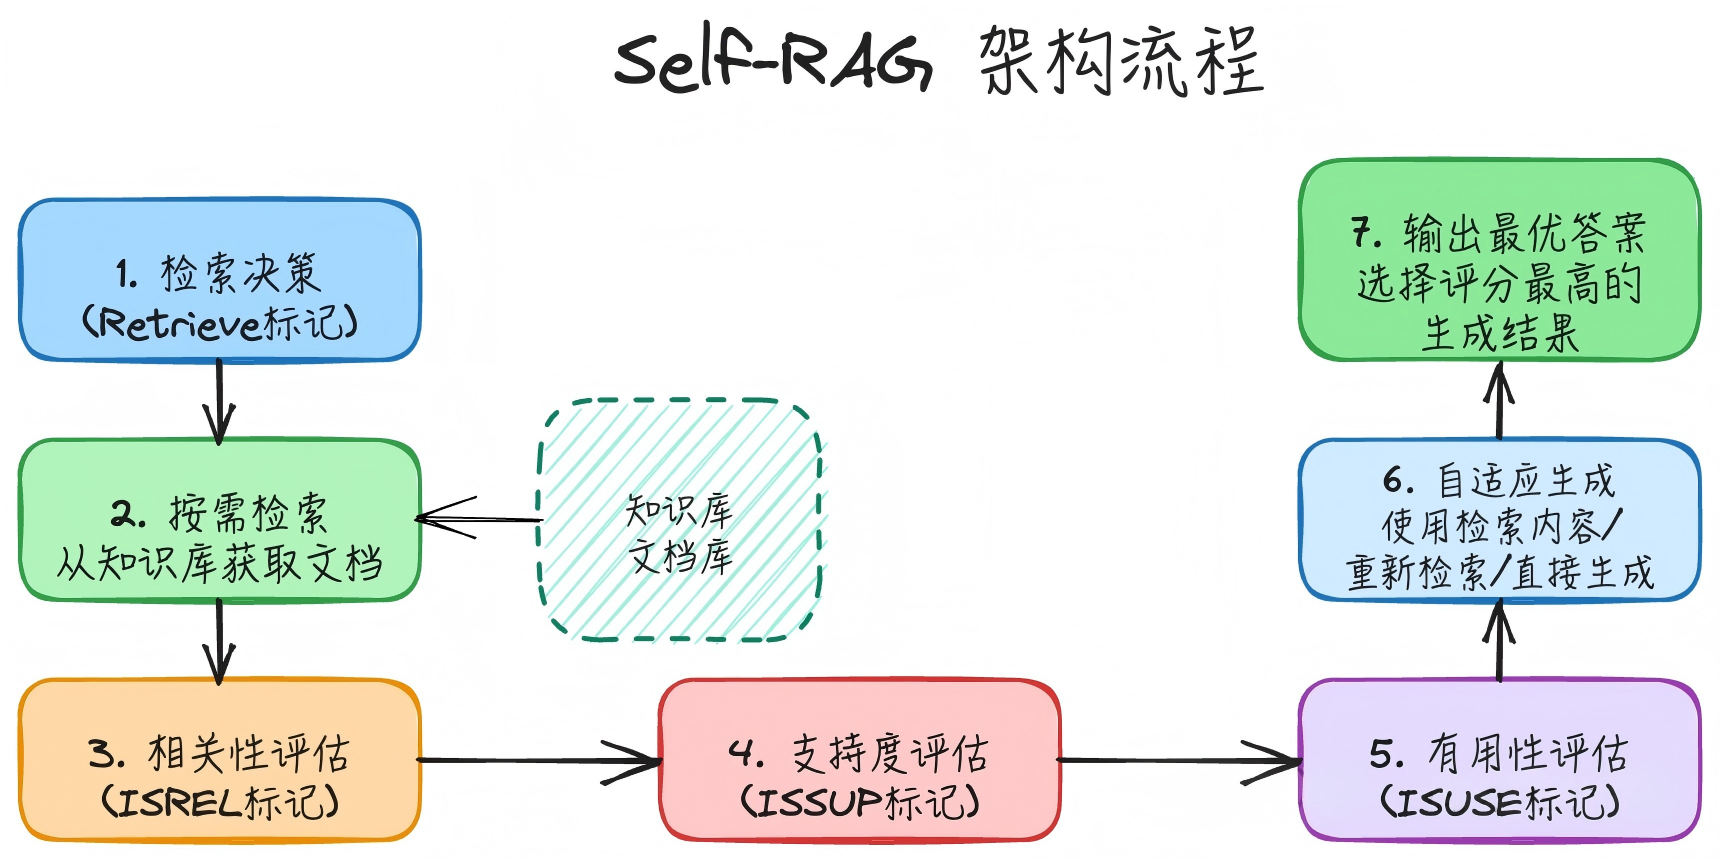 Self-RAG 架构流程
1. 检索决策
(Retrieve标记)
2. 按需检索
从知识库获取文档
知识库
文档库
3. 相关性评估
(ISREL标记)
4. 支持度评估
(ISSUP标记)
5. 有用性评估
(ISUSE标记)
6. 自适应生成
使用检索内容/
重新检索/直接生成
7. 输出最优答案
选择评分最高的
生成结果